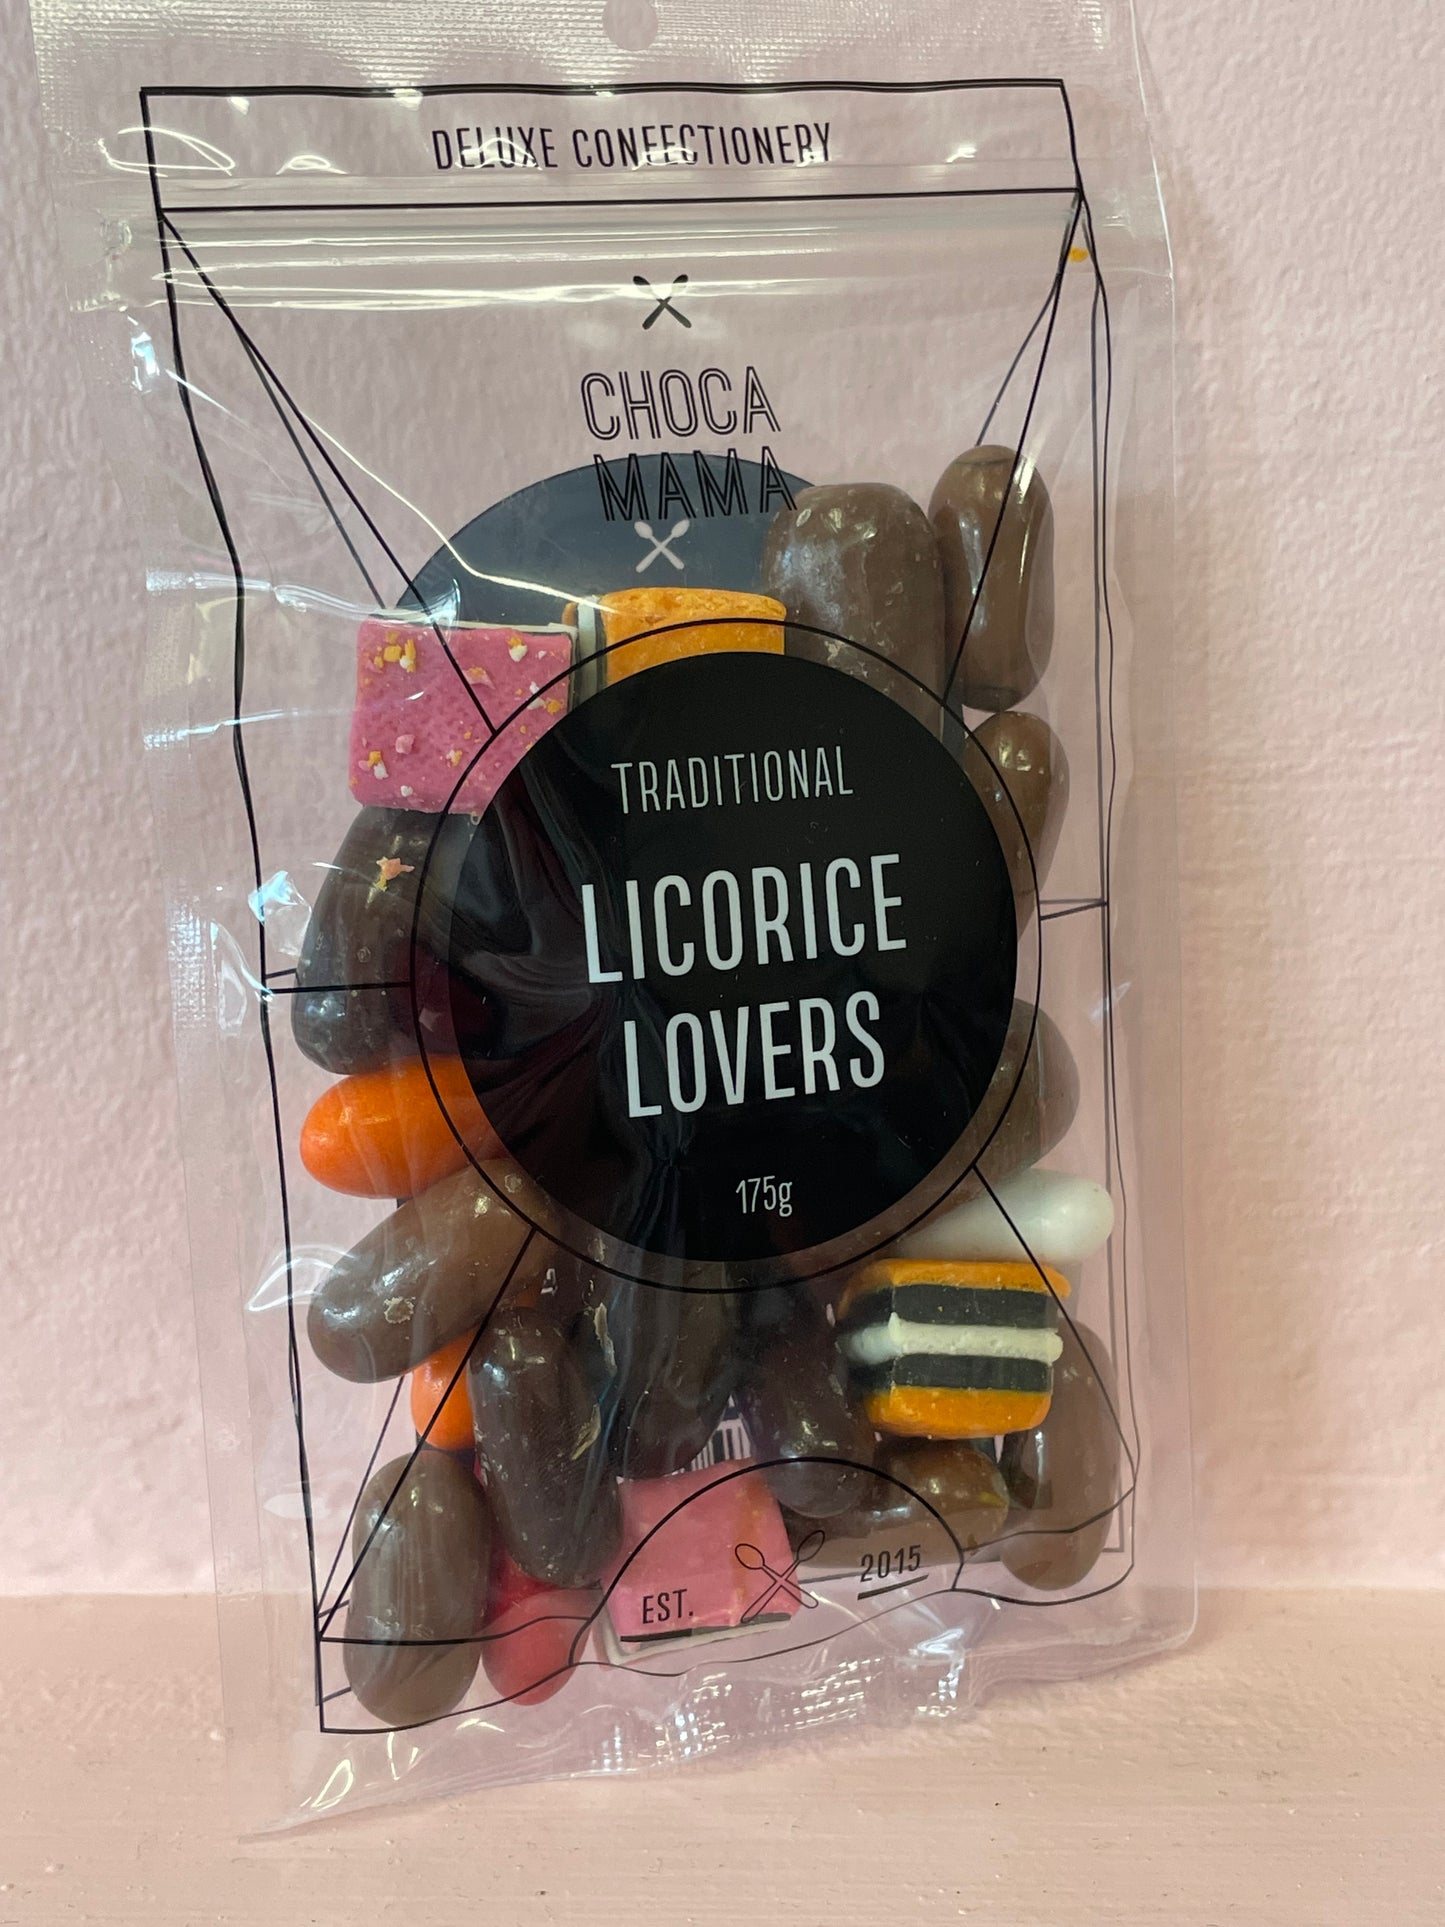 DELUXE CONFECTIONERY
CHOCA
MAMA
TRADITIONAL
LICORICE
LOVERS
175g
EST. 2015